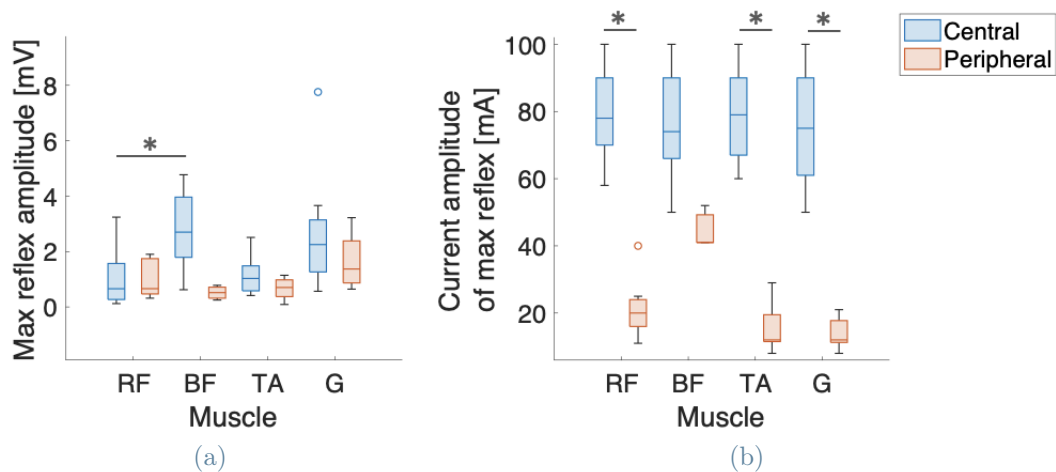 Max reflex amplitude [mV]
8
6
4
2
0
*
RF BF TA G
Muscle
(a)
Current amplitude
of max reflex [mA]
100
80
60
40
20
* * *
RF BF TA G
Muscle
(b)
Central
Peripheral